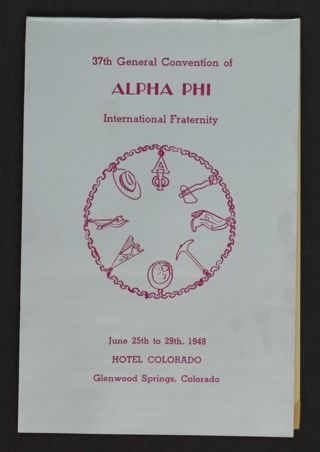 37th General Convention of
ALPHA PHI
International Fraternity
ΑΦ
June 25th to 29th, 1948
HOTEL COLORADO
Glenwood Springs, Colorado